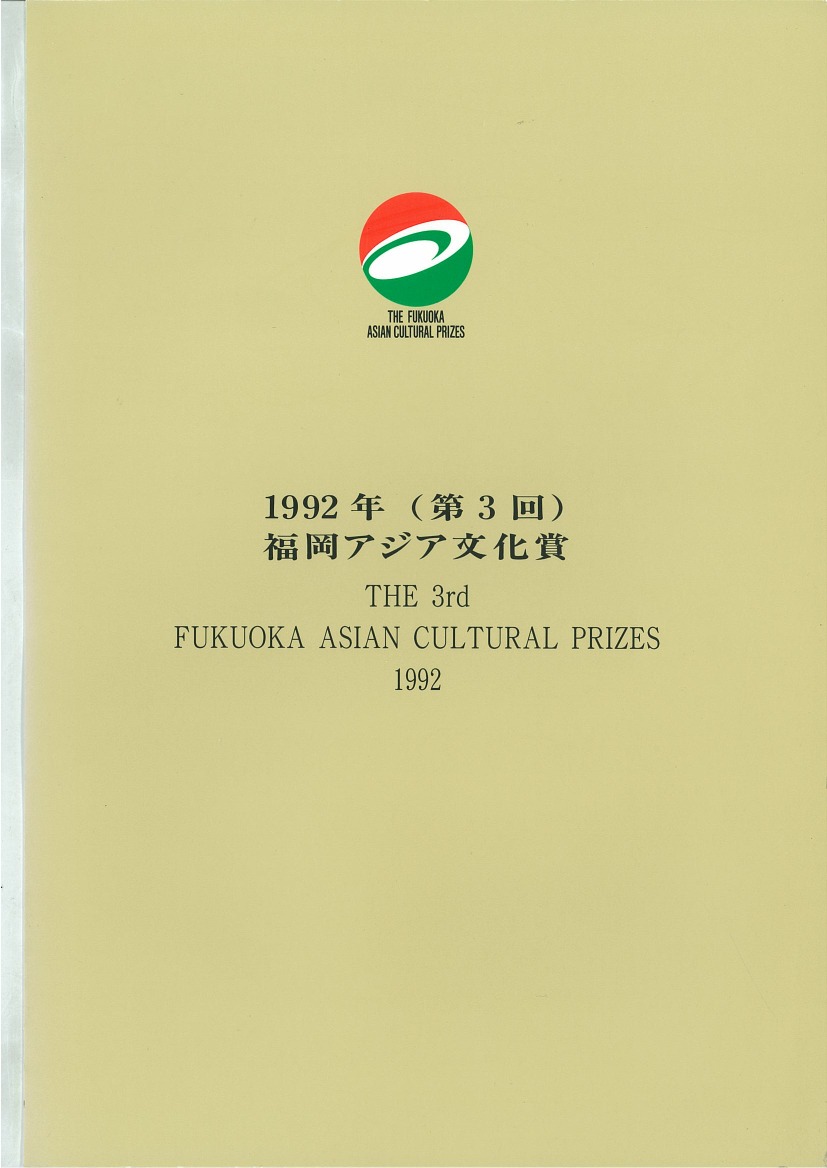 THE FUKUOKA
ASIAN CULTURAL PRIZES
1992年（第3回）
福岡アジア文化賞
THE 3rd
FUKUOKA ASIAN CULTURAL PRIZES
1992